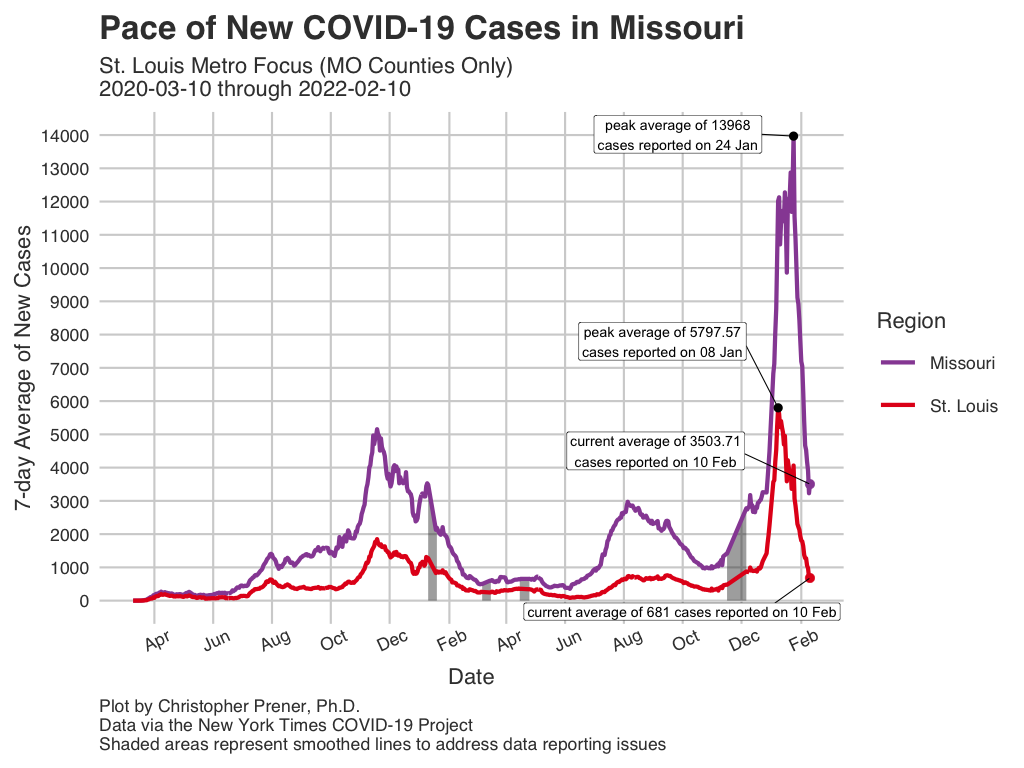 Pace of New COVID-19 Cases in Missouri
St. Louis Metro Focus (MO Counties Only)
2020-03-10 through 2022-02-10
7-day Average of New Cases
14000
13000
12000
11000
10000
9000
8000
7000
6000
5000
4000
3000
2000
1000
0
peak average of 13968
cases reported on 24 Jan
peak average of 5797.57
cases reported on 08 Jan
current average of 3503.71
cases reported on 10 Feb
current average of 681 cases reported on 10 Feb
Apr
Jun
Aug
Oct
Dec
Feb
Apr
Jun
Aug
Oct
Dec
Feb
Date
Region
Missouri
St. Louis
Plot by Christopher Prener, Ph.D.
Data via the New York Times COVID-19 Project
Shaded areas represent smoothed lines to address data reporting issues